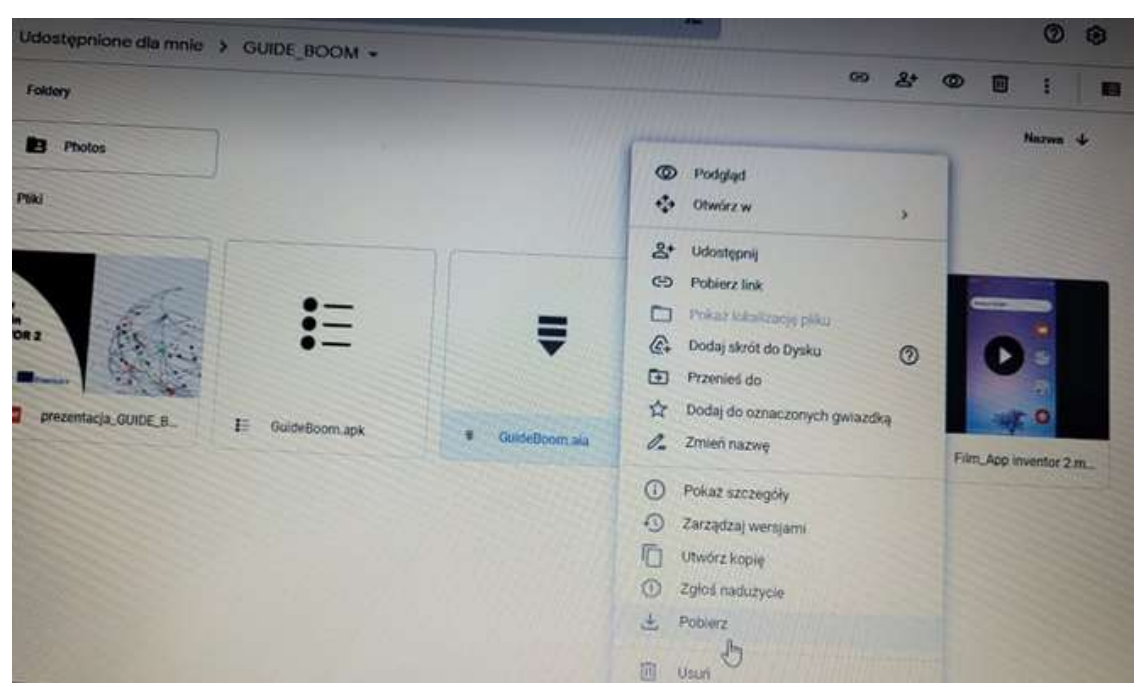 Udostępnione dla mnie > GUIDE_BOOM
Foldery
Nazwa
Photos
Pliki
OR 2
prezentacja_GUIDE_B...
GuideBoom.apk
GuideBoom.aia
Film_App inventor 2.m...
Podgląd
Otwórz w
Udostępnij
Pobierz link
Pokaż lokalizację pliku
Dodaj skrót do Dysku
Przenieś do
Dodaj do oznaczonych gwiazdką
Zmień nazwę
Pokaż szczegóły
Zarządzaj wersjami
Utwórz kopię
Zgłoś nadużycie
Pobierz
Usuń